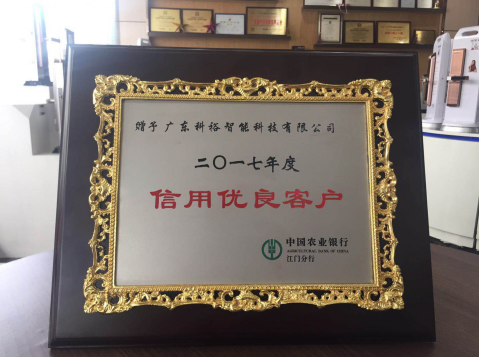 赠予 广东科裕智能科技有限公司
二〇一七年度
信用优良客户
中国农业银行
AGRICULTURAL BANK OF CHINA
江门分行